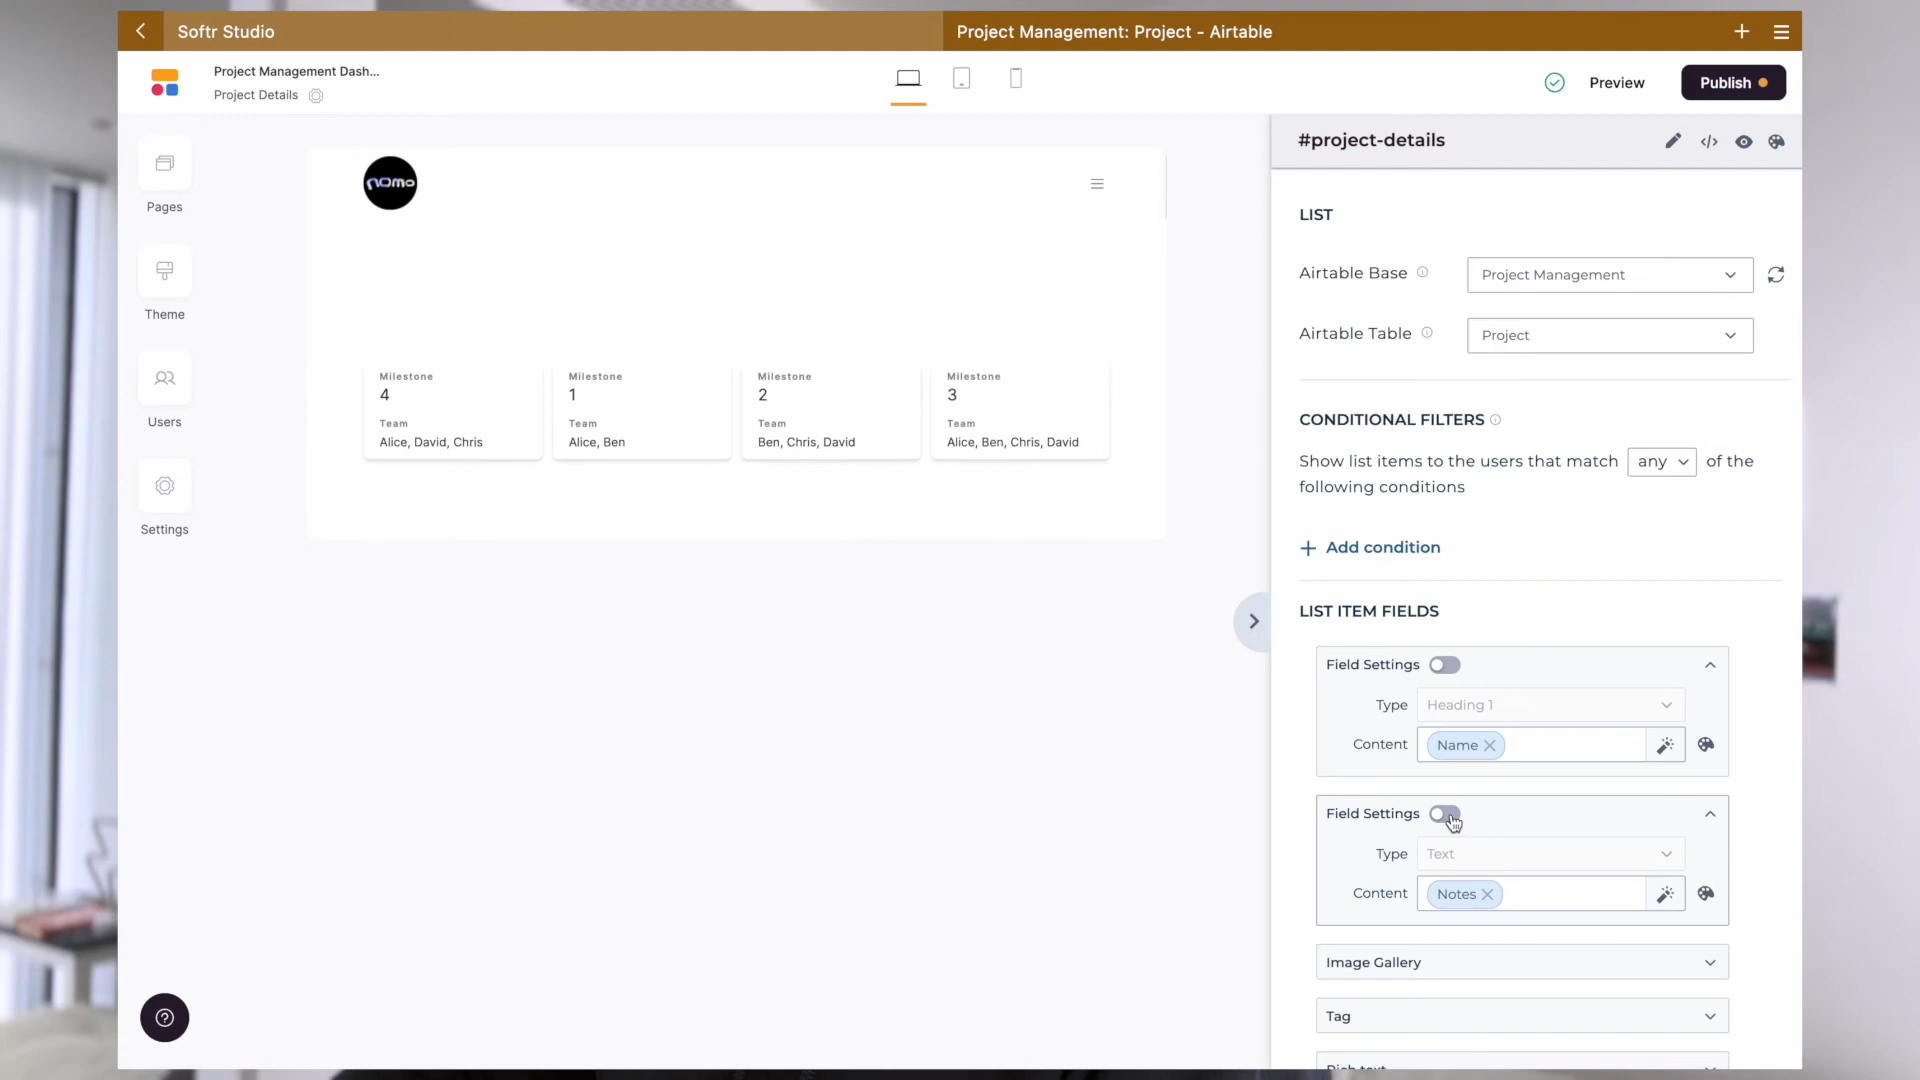 Softr Studio
Project Management: Project - Airtable
Project Management Dash...
Project Details
Preview
Publish
Pages
Theme
Users
Settings
nomo
Milestone
4
Team
Alice, David, Chris
Milestone
1
Team
Alice, Ben
Milestone
2
Team
Ben, Chris, David
Milestone
3
Team
Alice, Ben, Chris, David
#project-details
LIST
Airtable Base
Project Management
Airtable Table
Project
CONDITIONAL FILTERS
Show list items to the users that match any of the
following conditions
+ Add condition
LIST ITEM FIELDS
Field Settings
Type Heading 1
Content Name
Field Settings
Type Text
Content Notes
Image Gallery
Tag
Rich text